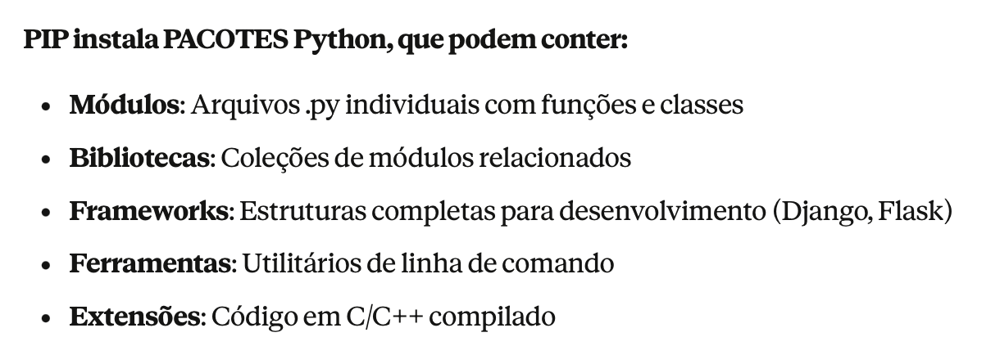 PIP instala PACOTES Python, que podem conter:
• Módulos: Arquivos .py individuais com funções e classes
• Bibliotecas: Coleções de módulos relacionados
• Frameworks: Estruturas completas para desenvolvimento (Django, Flask)
• Ferramentas: Utilitários de linha de comando
• Extensões: Código em C/C++ compilado